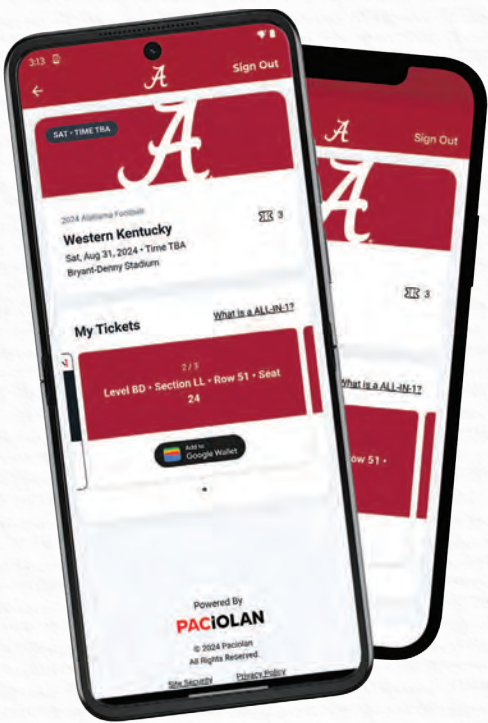 3:13
A
Sign Out
SAT • TIME TBA
A
2024 Alabama Football
3
Western Kentucky
Sat, Aug 31, 2024 • Time TBA
Bryant-Denny Stadium
My Tickets
What is a ALL-IN-1?
2 / 3
Level BD • Section LL • Row 51 • Seat
24
Add to
Google Wallet
Powered By
PACIOLAN
© 2024 Paciolan
All Rights Reserved.
Site Security
Privacy Policy
A
Sign Out
A
3
What is a ALL-IN-1?
ow 51 •